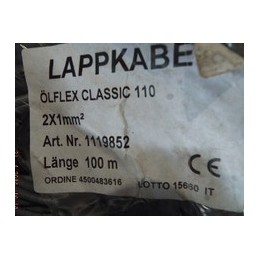 LAPPKABE
ÖLFLEX CLASSIC 110
2X1mm²
Art. Nr. 1119852
Länge 100 m
CE
ORDINE 4500483616 LOTTO 15660 IT